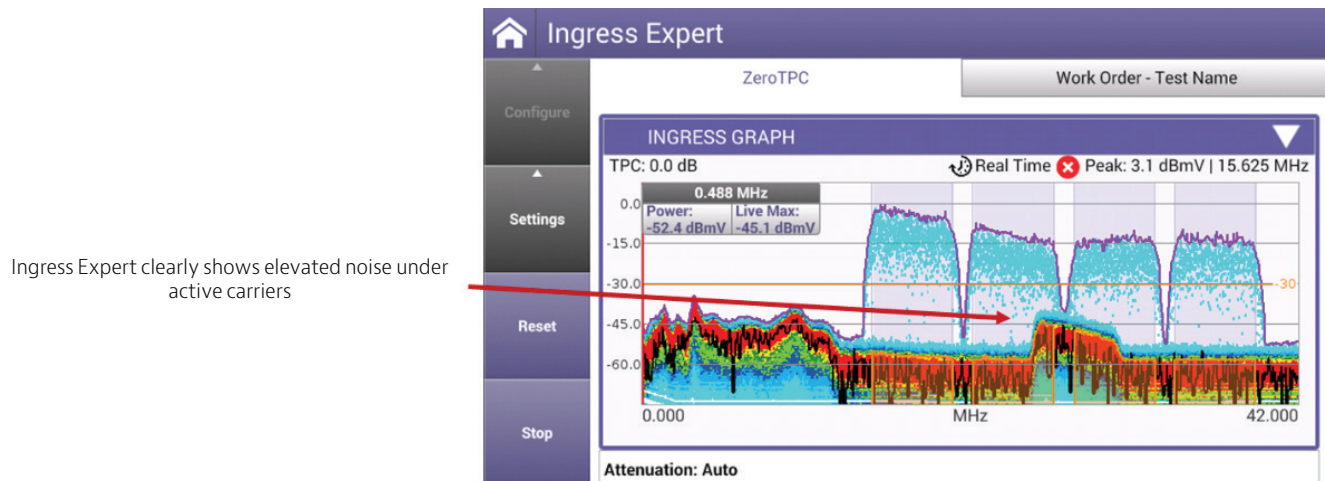 Ingress Expert
ZeroTPC
Work Order - Test Name
Configure
INGRESS GRAPH
TPC: 0.0 dB
Real Time
Peak: 3.1 dBmV | 15.625 MHz
0.488 MHz
Power:
-52.4 dBmV
Live Max:
-45.1 dBmV
0.0
-15.0
-30.0
-30
-45.0
-60.0
0.000
MHz
42.000
Settings
Reset
Stop
Attenuation: Auto
Ingress Expert clearly shows elevated noise under
active carriers